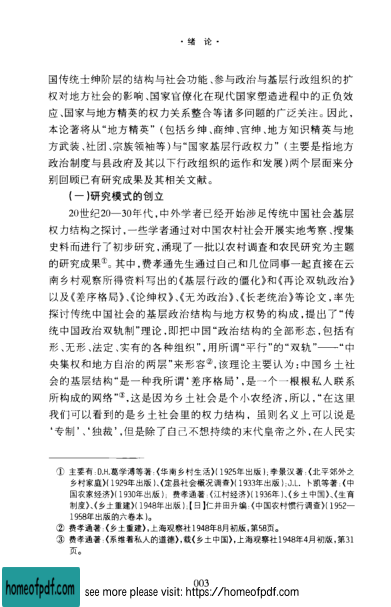 ·绪 论·
国传统士绅阶层的结构与社会功能、参与政治与基层行政组织的扩
权对地方社会的影响、国家官僚化在现代国家塑造进程中的正负效
应、国家与地方精英的权力关系整合等诸多问题的广泛关注。因此,
本论著将从“地方精英”(包括乡绅、商绅、官绅、地方知识精英与地
方武装、社团、宗族领袖等)与“国家基层行政权力”(主要是指地方
政治制度与县政府及其以下行政组织的运作和发展)两个层面来分
别回顾已有研究成果及其相关文献。
(一)研究模式的创立
20世纪20—30年代,中外学者已经开始涉足传统中国社会基层
权力结构之探讨,一些学者通过对中国农村社会开展实地考察、搜集
史料而进行了初步研究,涌现了一批以农村调查和农民研究为主题
的研究成果①。其中,费孝通先生通过自己和几位同事一起直接在云
南乡村观察所得资料写出的《基层行政的僵化》和《再论双轨政治》
以及《差序格局》、《论绅权》、《无为政治》、《长老统治》等论文,率先
探讨传统中国社会的基层政治结构与地方权势的构成,提出了“传
统中国政治双轨制”理论,即把中国“政治结构的全部形态,包括有
形、无形、法定、实有的各种组织”,用所谓“平行”的“双轨”——“中
央集权和地方自治的两层”来形容②,该理论主要认为:中国乡土社
会的基层结构“是一种我所谓‘差序格局’,是一个一根根私人联系
所构成的网络”③,这是因为乡土社会是个小农经济,所以,“在这里
我们可以看到的是乡土社会里的权力结构,虽则名义上可以说是
‘专制’、‘独裁’,但是除了自己不想持续的末代皇帝之外,在人民实
① 主要有:D.H.葛学溥等著:《华南乡村生活》(1925年出版);李景汉著:《北平郊外之
乡村家庭》(1929年出版)、《定县社会概况调查》(1933年出版);J.L. 卜凯等著:《中
国农家经济》(1930年出版);费孝通著:《江村经济》(1936年)、《乡土中国》、《生育
制度》、《乡土重建》(1948年出版);【日】仁井田升编:《中国农村惯行调查》(1952—
1958年出版的六卷本)。
② 费孝通著:《乡土重建》,上海观察社1948年8月初版,第58页。
③ 费孝通著:《系维着私人的道德》,载《乡土中国》,上海观察社1948年4月初版,第31
页。
003
homeofpdf.com
see more please visit: https://homeofpdf.com